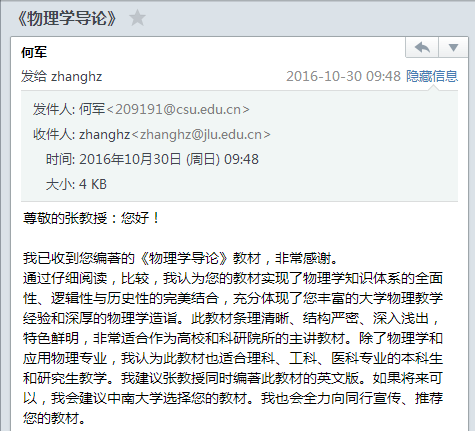 《物理学导论》
何军
发给 zhanghz 2016-10-30 09:48 隐藏信息
发件人: 何军<209191@csu.edu.cn>
收件人: zhanghz<zhanghz@jlu.edu.cn>
时间: 2016年10月30日 (周日) 09:48
大小: 4 KB
尊敬的张教授：您好！
我已收到您编著的《物理学导论》教材，非常感谢。
通过仔细阅读，比较，我认为您的教材实现了物理学知识体系的全面
性、逻辑性与历史性的完美结合，充分体现了您丰富的大学物理教学
经验和深厚的物理学造诣。此教材条理清晰、结构严密、深入浅出，
特色鲜明，非常适合作为高校和科研院所的主讲教材。除了物理学和
应用物理专业，我认为此教材也适合理科、工科、医科专业的本科生
和研究生教学。我建议张教授同时编著此教材的英文版。如果将来可
以，我会建议中南大学选择您的教材。我也会全力向同行宣传、推荐
您的教材。